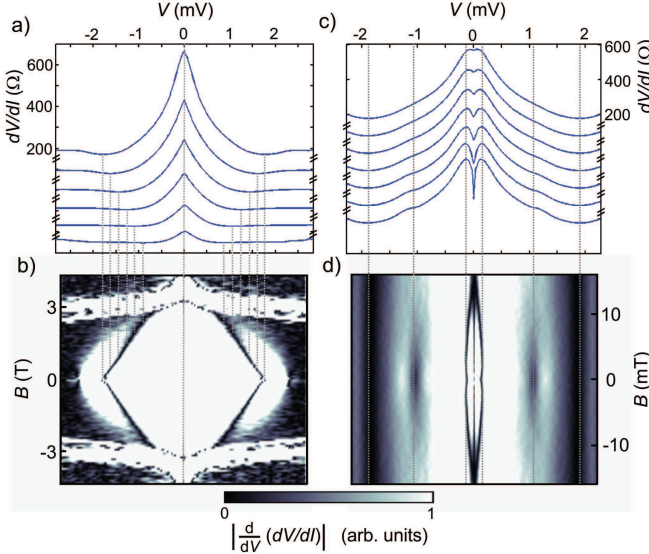 V (mV)
V (mV)
a)
-2 -1 0 1 2
c)
-2 -1 0 1 2
600
400
200
dV/dI (Ω)
600
400
200
dV/dI (Ω)
b)
3
0
-3
B (T)
d)
10
0
-10
B (mT)
0 1
|d/dV (dV/dI)| (arb. units)